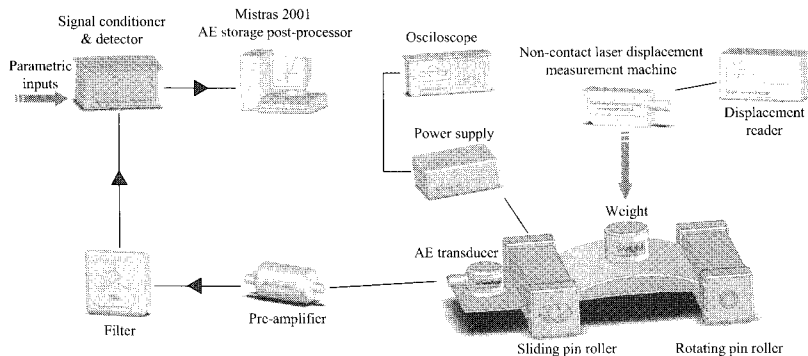 Signal conditioner
& detector
Mistras 2001
AE storage post-processor
Osciloscope
Non-contact laser displacement
measurement machine
Parametric
inputs
Displacement
reader
Power supply
Weight
AE transducer
Filter
Pre-amplifier
Sliding pin roller
Rotating pin roller